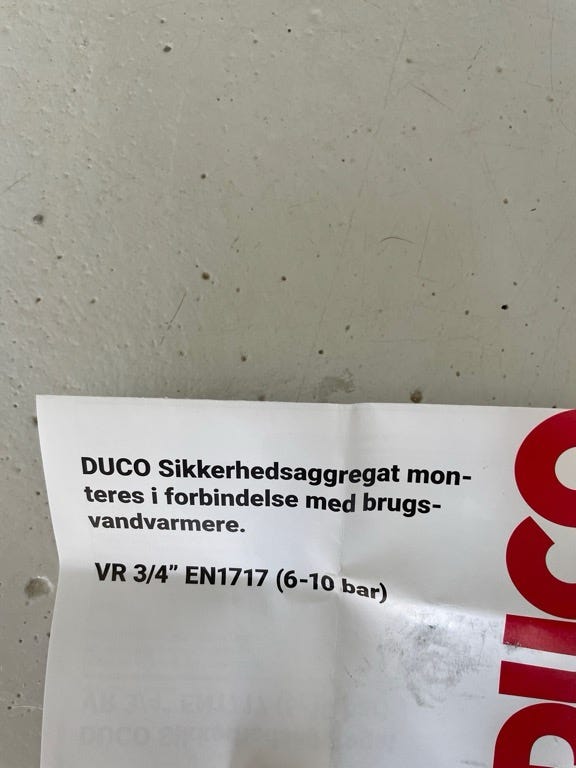 DUCO Sikkerhedsaggregat mon-
teres i forbindelse med brugs-
vandvarmere.
VR 3/4” EN1717 (6-10 bar)
DUCO